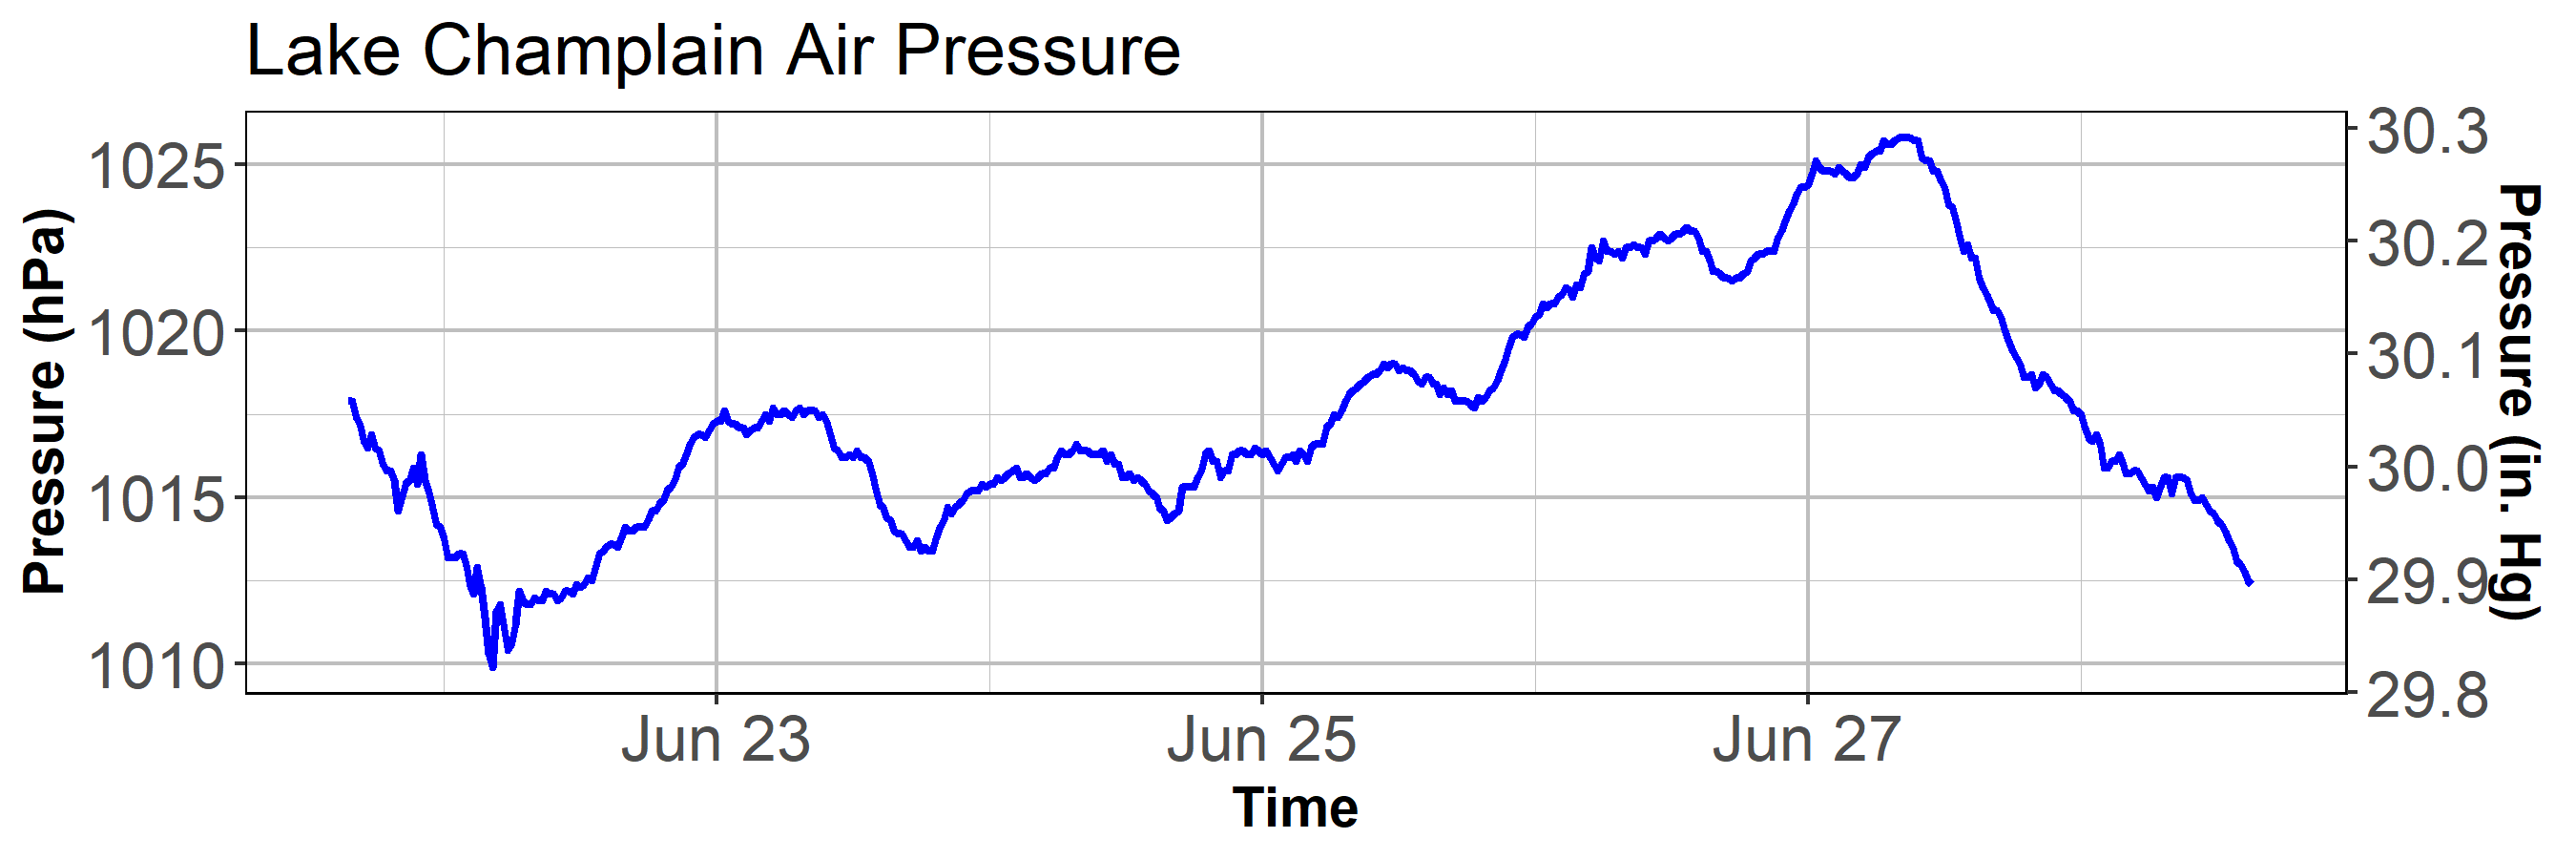 Lake Champlain Air Pressure
Pressure (hPa)
1025
1020
1015
1010
30.3
30.2
30.1
30.0
29.9
29.8
Pressure (in. Hg)
Jun 23 Jun 25 Jun 27
Time